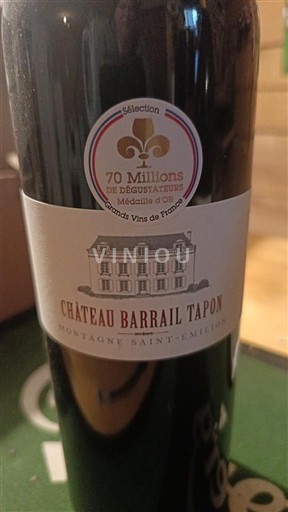 Sélection
70 Millions
DE DÉGUSTATEURS
Médaille d'OR
Grands Vins de France
VINIOU
CHÂTEAU BARRAIL TAPON
MONTAGNE SAINT-ÉMILION